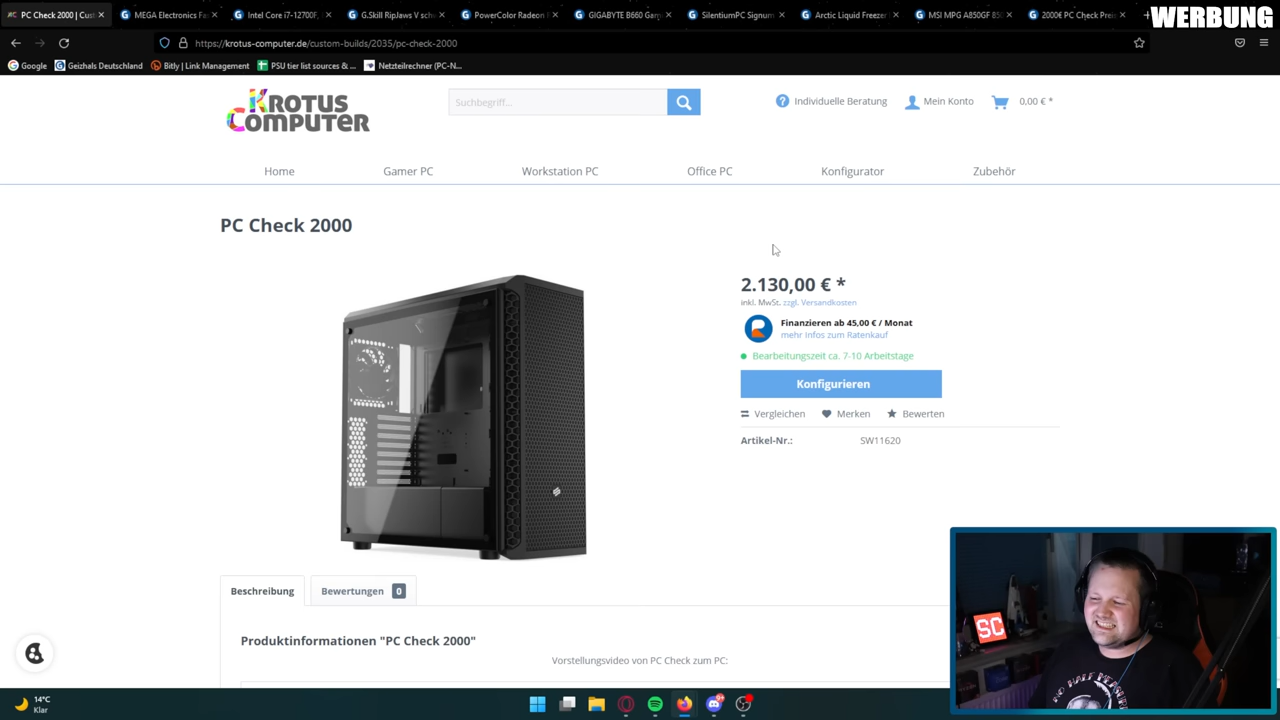 PC Check 2000 | Cust
MEGA Electronics Fa
Intel Core i7-12700F,
G.Skill RipJaws V sch
PowerColor Radeon
GIGABYTE B660 Gam
SilentiumPC Signum
Arctic Liquid Freezer
MSI MPG A850GF 85
2000€ PC Check Prei
WERBUNG
https://krotus-computer.de/custom-builds/2035/pc-check-2000
Google
Geizhals Deutschland
Bitly | Link Management
PSU tier list sources & ...
Netzteilrechner (PC-N...
KROTUS
COMPUTER
Suchbegriff...
Individuelle Beratung
Mein Konto
0,00 € *
Home
Gamer PC
Workstation PC
Office PC
Konfigurator
Zubehör
PC Check 2000
2.130,00 € *
inkl. MwSt. zzgl. Versandkosten
Finanzieren ab 45,00 € / Monat
mehr Infos zum Ratenkauf
Bearbeitungszeit ca. 7-10 Arbeitstage
Konfigurieren
Vergleichen
Merken
Bewerten
Artikel-Nr.: SW11620
Beschreibung
Bewertungen 0
Produktinformationen "PC Check 2000"
Vorstellungsvideo von PC Check zum PC:
SC
14°C
Klar